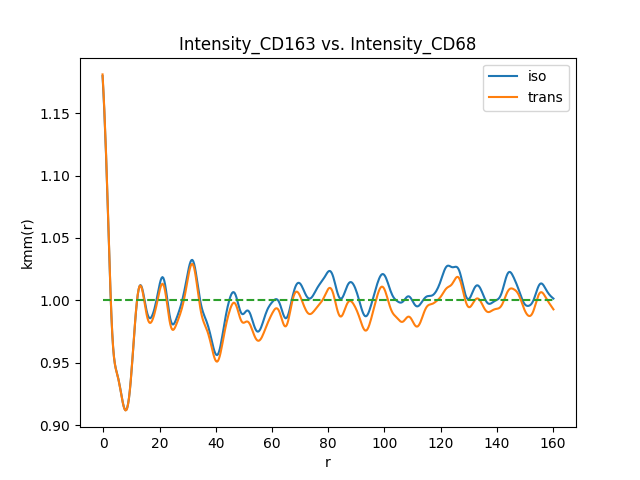 Intensity_CD163 vs. Intensity_CD68
iso
trans
1.15
1.10
1.05
1.00
0.95
0.90
kmm(r)
0 20 40 60 80 100 120 140 160
r